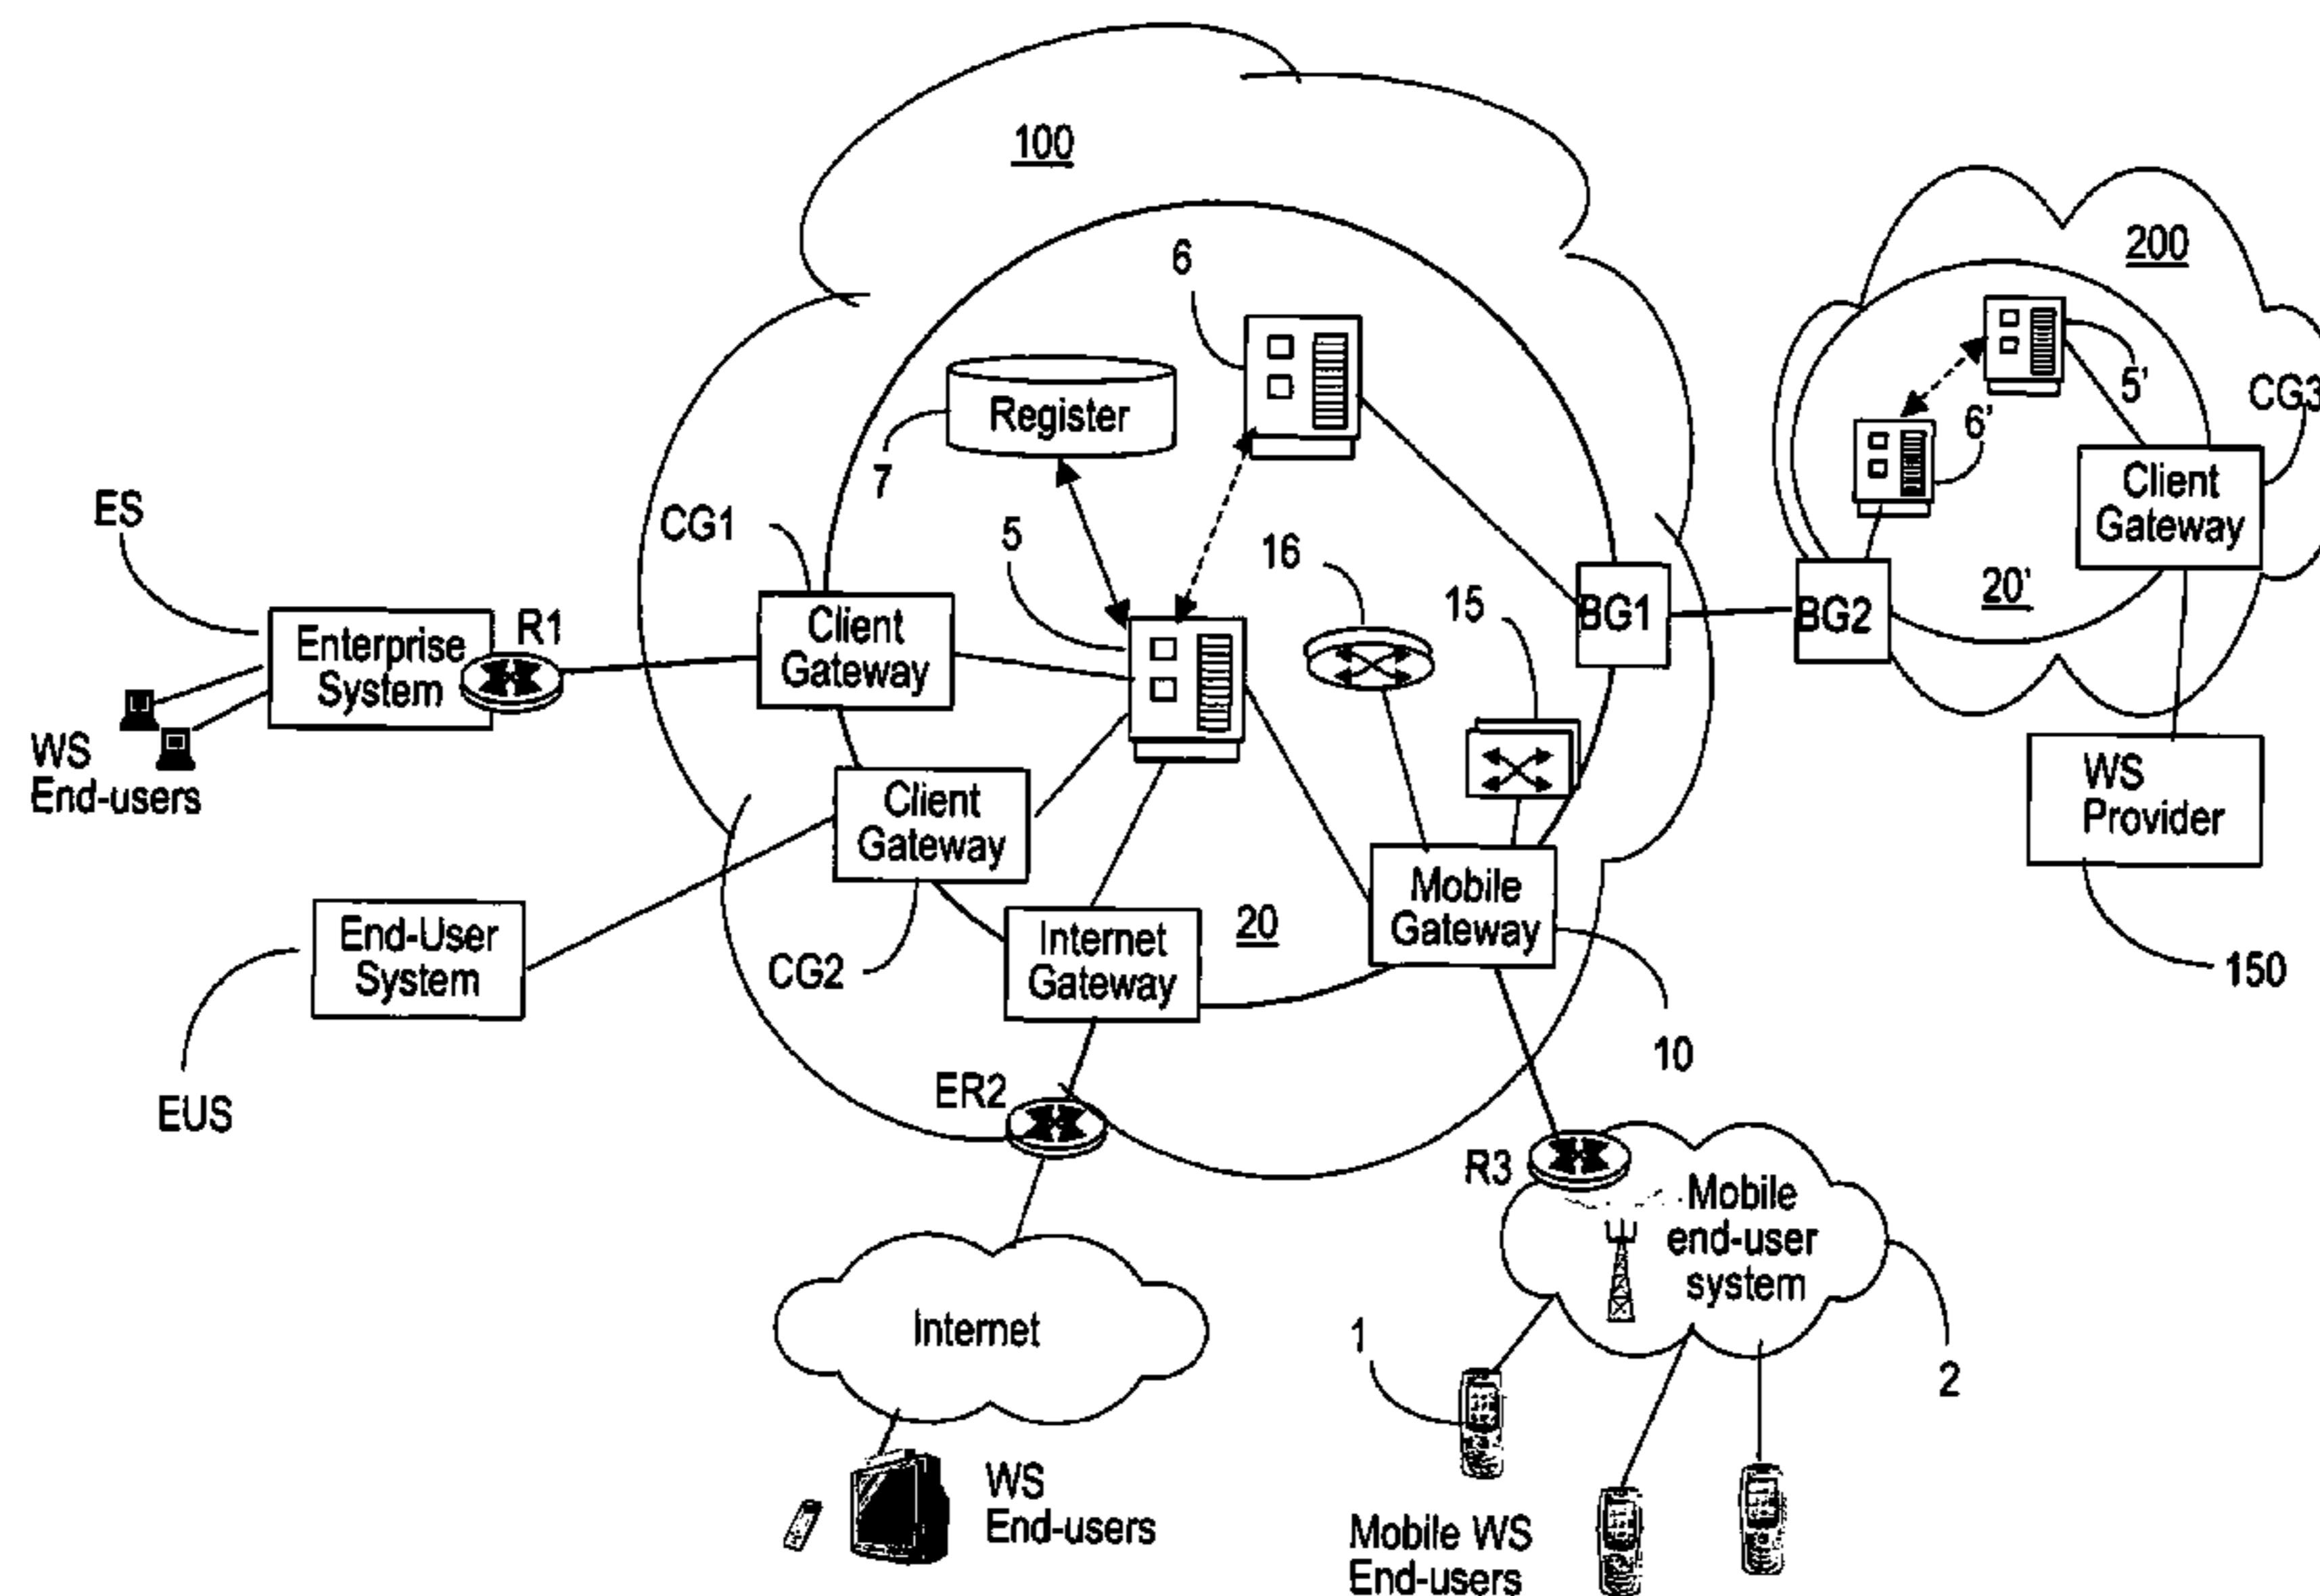 100
200
6
Register
7
5'
CG3
6'
Client
Gateway
ES
CG1
5
16
15
BG1
BG2
20'
Enterprise
System
R1
Client
Gateway
WS
End-users
Client
Gateway
WS
Provider
End-User
System
CG2
Internet
Gateway
20
Mobile
Gateway
150
10
EUS
ER2
R3
Mobile
end-user
system
Internet
1
2
WS
End-users
Mobile WS
End-users